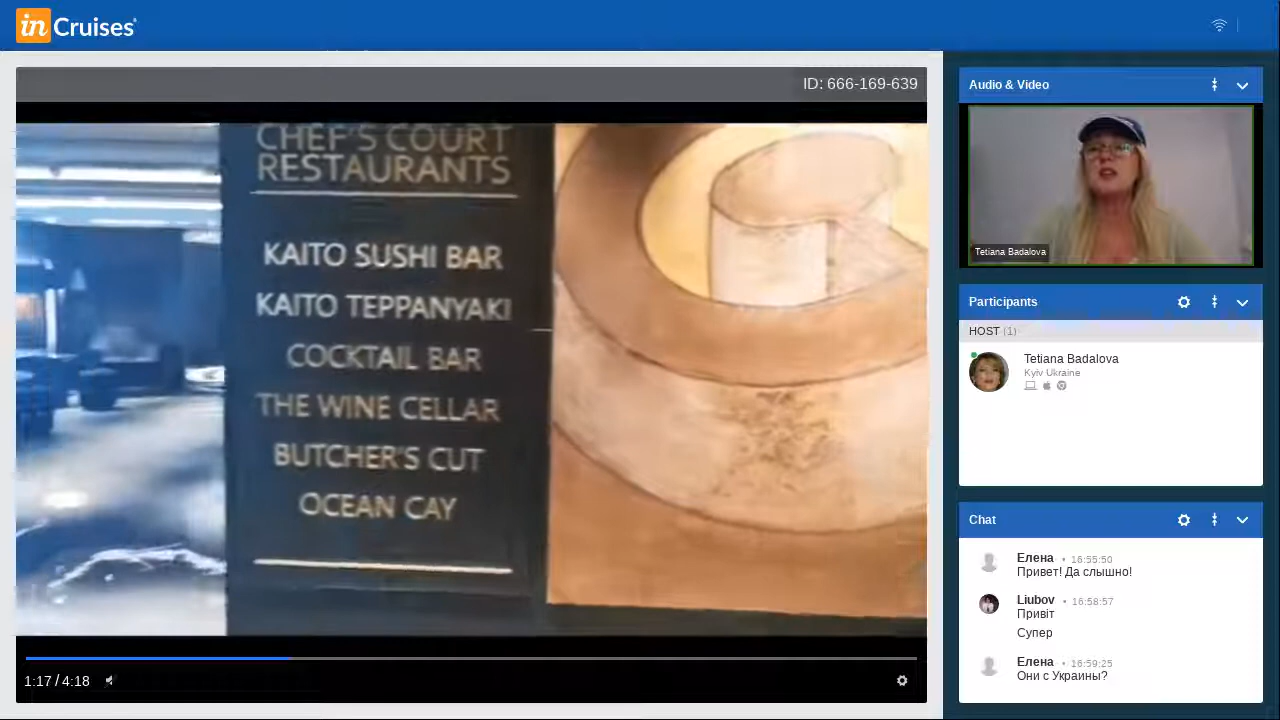 in Cruises®
ID: 666-169-639
CHEF'S COURT
RESTAURANTS
KAITO SUSHI BAR
KAITO TEPPANYAKI
COCKTAIL BAR
THE WINE CELLAR
BUTCHER'S CUT
OCEAN CAY
1:17 / 4:18
Audio & Video
Tetiana Badalova
Participants
HOST (1)
Tetiana Badalova
Kyiv Ukraine
Chat
Елена • 16:55:50
Привет! Да слышно!
Liubov • 16:58:57
Привіт
Супер
Елена • 16:59:25
Они с Украины?